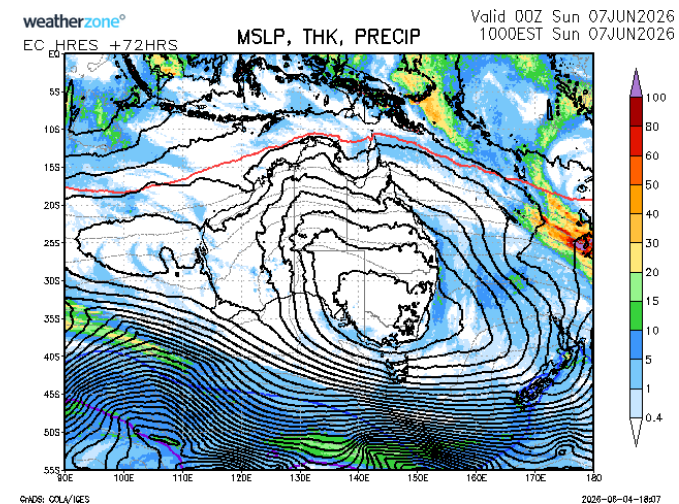 weatherzone°
EC HRES +72HRS
MSLP, THK, PRECIP
Valid 00Z Sun 07JUN2026
1000EST Sun 07JUN2026
EQ
5S
10S
15S
20S
25S
30S
35S
40S
45S
50S
55S
90E 100E 110E 120E 130E 140E 150E 160E 170E 180
100
80
60
50
40
30
20
15
10
5
1
0.4
GrADS: COLA/IGES
2026-06-04-18:07